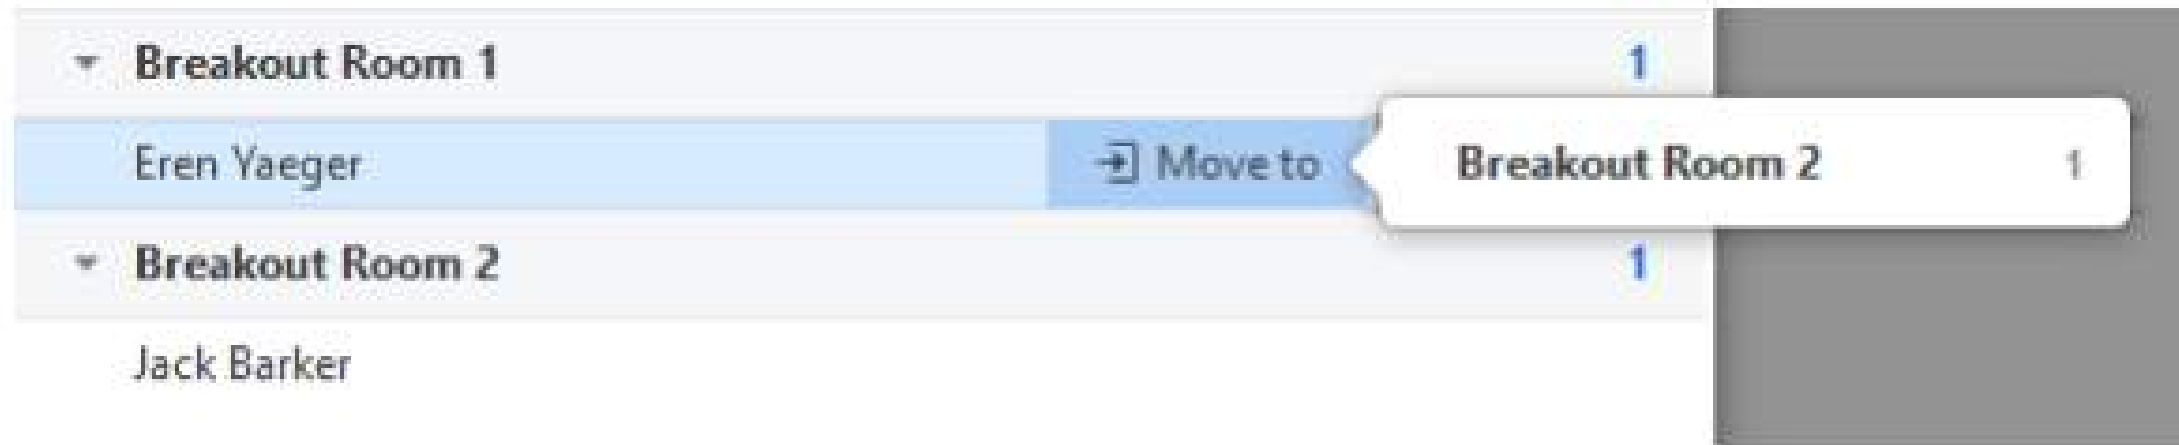 Breakout Room 1 1
Eren Yaeger Move to Breakout Room 2 1
Breakout Room 2 1
Jack Barker